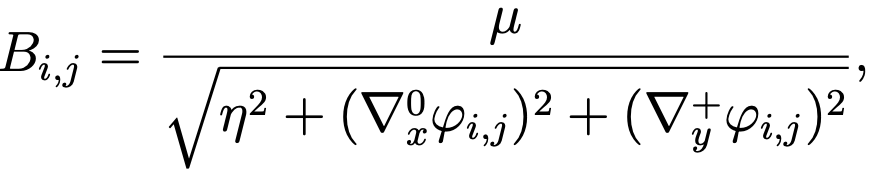 B_{i,j} = \frac{\mu}{\sqrt{\eta^2 + (\nabla_x^0 \varphi_{i,j})^2 + (\nabla_y^+ \varphi_{i,j})^2}},